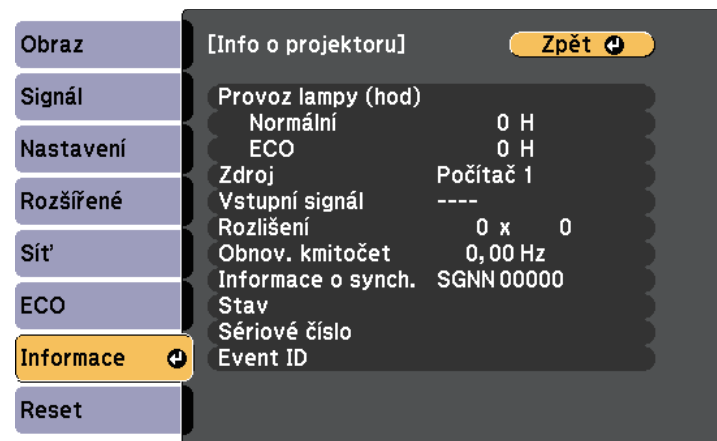 Obraz
Signál
Nastavení
Rozšířené
Síť
ECO
Informace
Reset
[Info o projektoru] Zpět
Provoz lampy (hod)
Normální 0 H
ECO 0 H
Zdroj Počítač 1
Vstupní signál ----
Rozlišení 0 x 0
Obnov. kmitočet 0,00 Hz
Informace o synch. SGNN 00000
Stav
Sériové číslo
Event ID